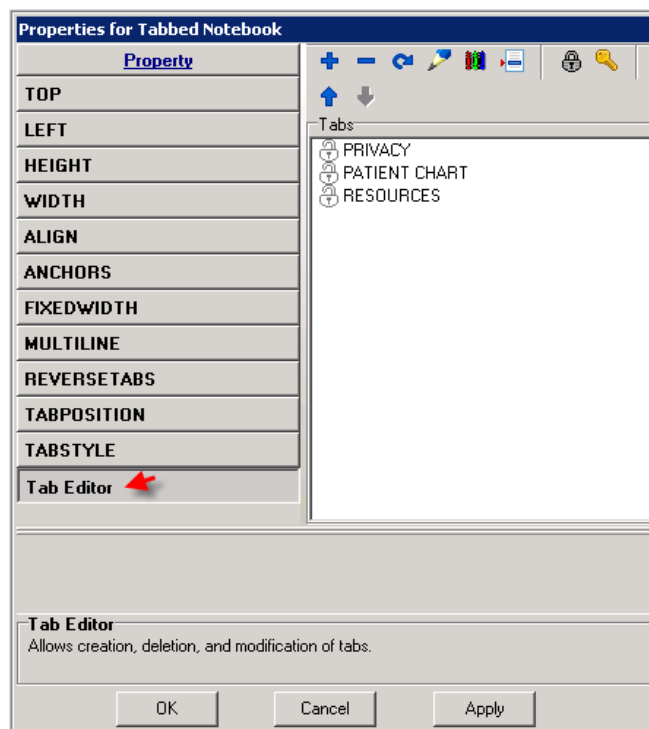 Properties for Tabbed Notebook
Property
TOP
LEFT
HEIGHT
WIDTH
ALIGN
ANCHORS
FIXEDWIDTH
MULTILINE
REVERSETABS
TABPOSITION
TABSTYLE
Tab Editor
Tabs
PRIVACY
PATIENT CHART
RESOURCES
Tab Editor
Allows creation, deletion, and modification of tabs.
OK
Cancel
Apply